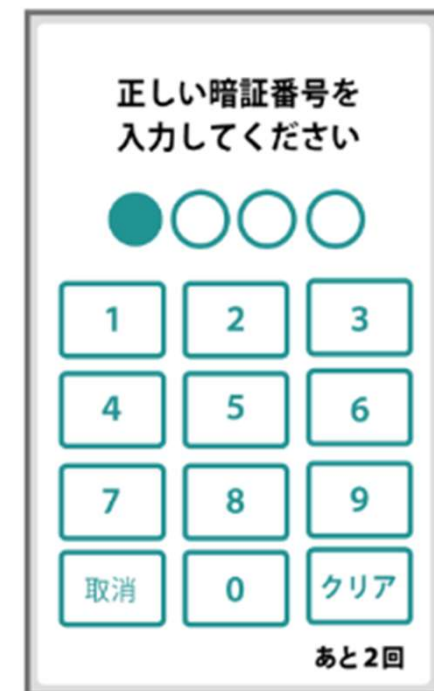 正しい暗証番号を
入力してください
1 2 3
4 5 6
7 8 9
取消 0 クリア
あと2回